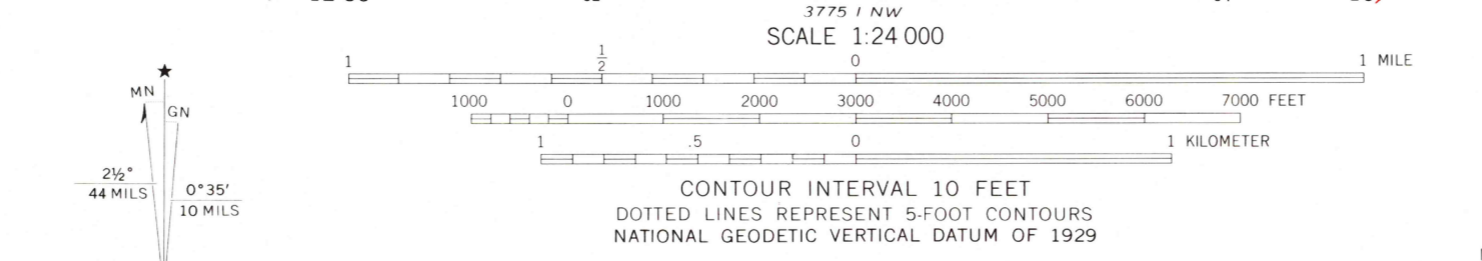 3775 I NW
SCALE 1:24 000
1 1/2 0 1 MILE
1000 0 1000 2000 3000 4000 5000 6000 7000 FEET
1 .5 0 1 KILOMETER
CONTOUR INTERVAL 10 FEET
DOTTED LINES REPRESENT 5-FOOT CONTOURS
NATIONAL GEODETIC VERTICAL DATUM OF 1929
★
MN
GN
2½°
44 MILS
0°35′
10 MILS